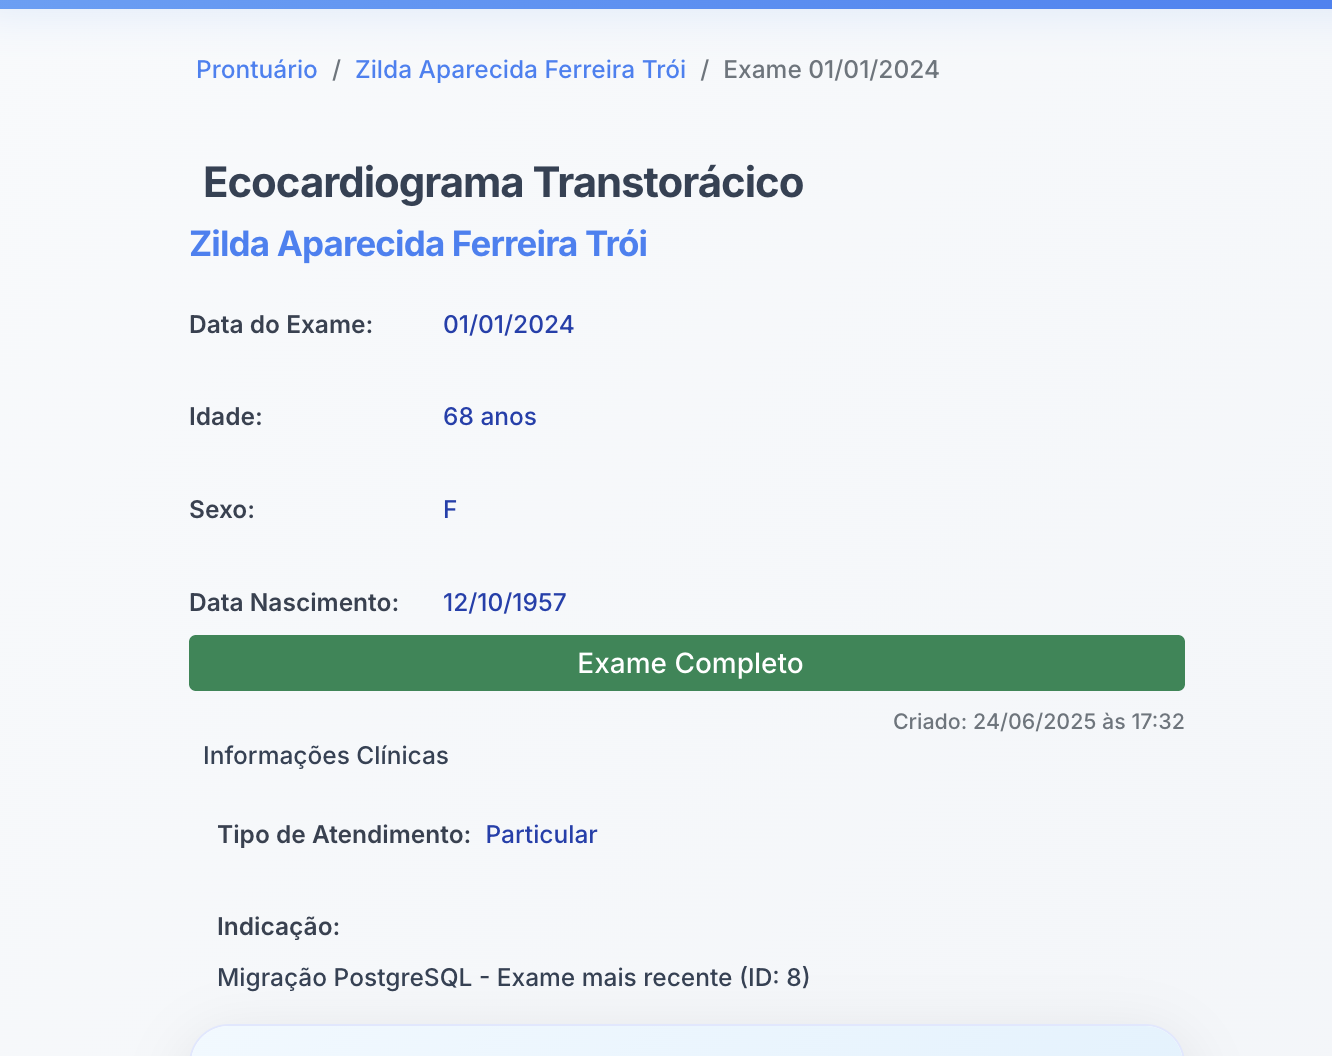 Prontuário / Zilda Aparecida Ferreira Trói / Exame 01/01/2024
Ecocardiograma Transtorácico
Zilda Aparecida Ferreira Trói
Data do Exame: 01/01/2024
Idade: 68 anos
Sexo: F
Data Nascimento: 12/10/1957
Exame Completo
Criado: 24/06/2025 às 17:32
Informações Clínicas
Tipo de Atendimento: Particular
Indicação:
Migração PostgreSQL - Exame mais recente (ID: 8)